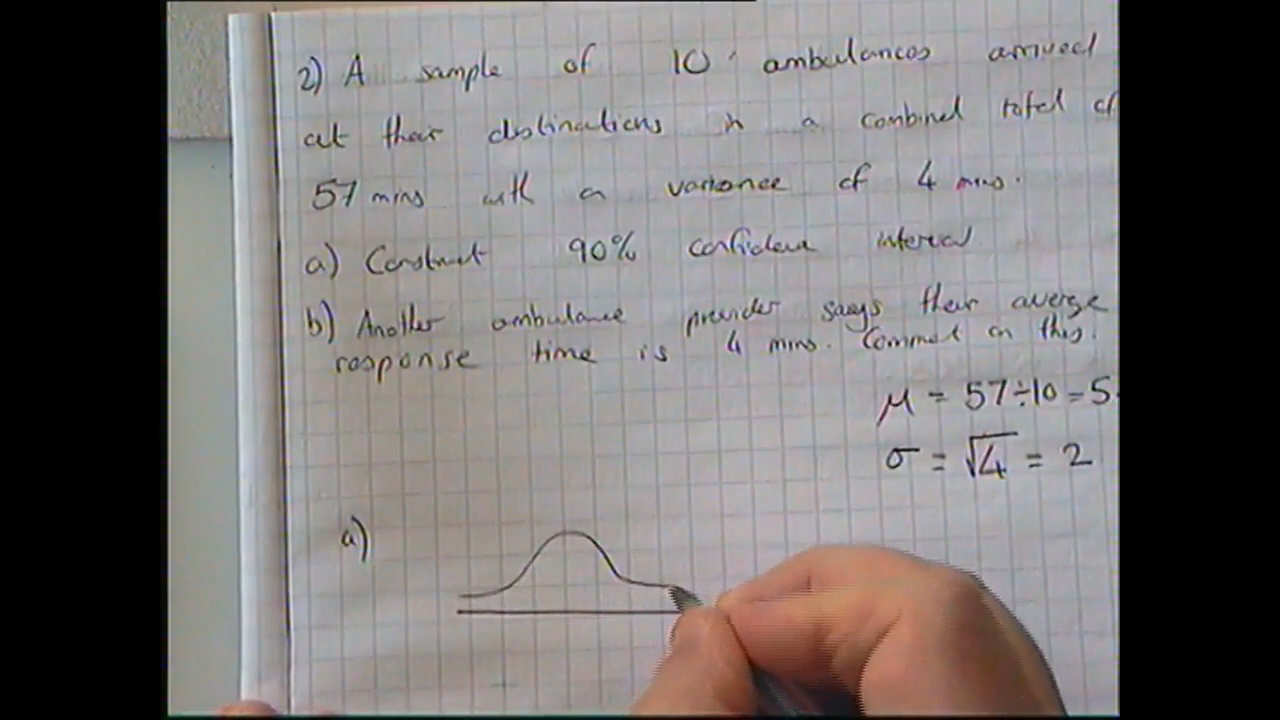 2) A sample of 10 ambulances arrived
at their destinations in a combined total of
57 mins with a variance of 4 mins.
a) Construct 90% confidence interval
b) Another ambulance provider says their average
response time is 4 mins. Comment on this.
μ = 57÷10 = 5.
σ = √4 = 2
a)